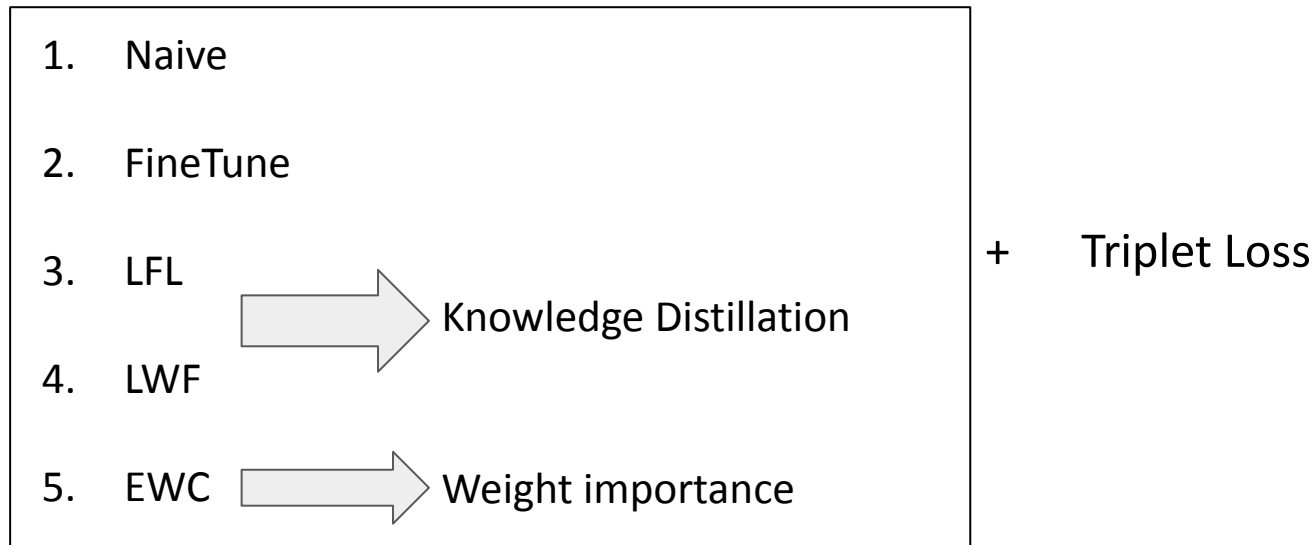 1. Naive
2. FineTune
3. LFL
Knowledge Distillation
4. LWF
5. EWC Weight importance
+ Triplet Loss